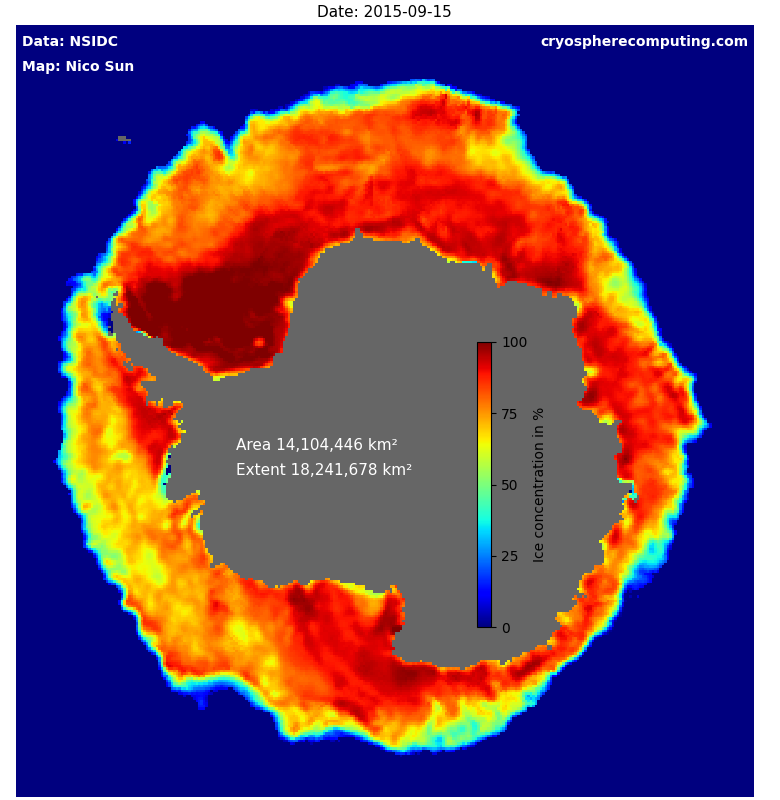 Date: 2015-09-15
Data: NSIDC
cryospherecomputing.com
Map: Nico Sun
100
75
50
25
0
Ice concentration in %
Area 14,104,446 km²
Extent 18,241,678 km²